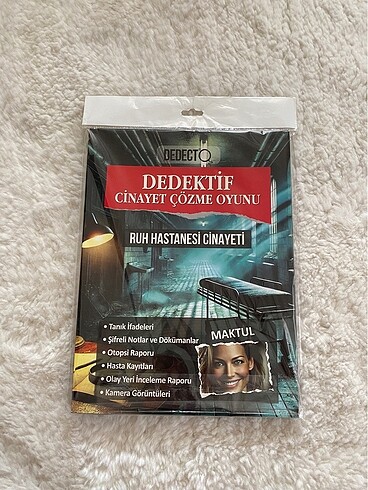 DEDECTO
DEDEKTİF
CİNAYET ÇÖZME OYUNU
RUH HASTANESİ CİNAYETİ
• Tanık İfadeleri
• Şifreli Notlar ve Dökümanlar
• Otopsi Raporu
• Hasta Kayıtları
• Olay Yeri İnceleme Raporu
• Kamera Görüntüleri
MAKTUL